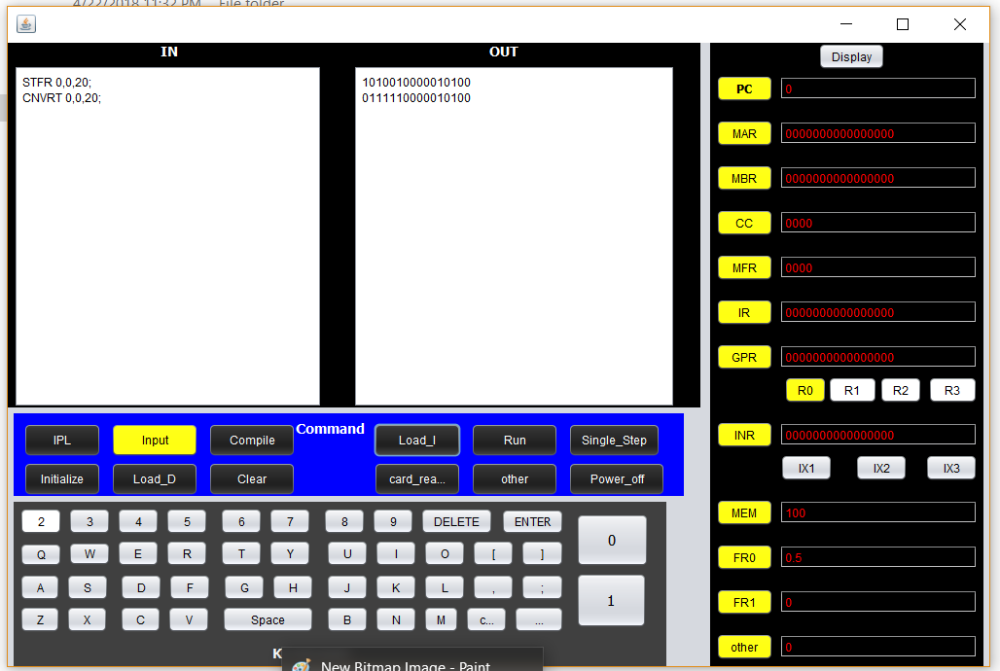 4/22/2018 11:32 PM File folder
IN OUT
STFR 0,0,20;
CNVRT 0,0,20;
1010010000010100
0111110000010100
Display
PC 0
MAR 0000000000000000
MBR 0000000000000000
CC 0000
MFR 0000
IR 0000000000000000
GPR 0000000000000000
R0 R1 R2 R3
INR 0000000000000000
IX1 IX2 IX3
MEM 100
FR0 0.5
FR1 0
other 0
Command
IPL Input Compile Load_I Run Single_Step
Initialize Load_D Clear card_rea... other Power_off
2 3 4 5 6 7 8 9 DELETE ENTER
0
Q W E R T Y U I O [ ]
A S D F G H J K L , ;
1
Z X C V Space B N M c... ...
K
New Bitmap Image - Paint